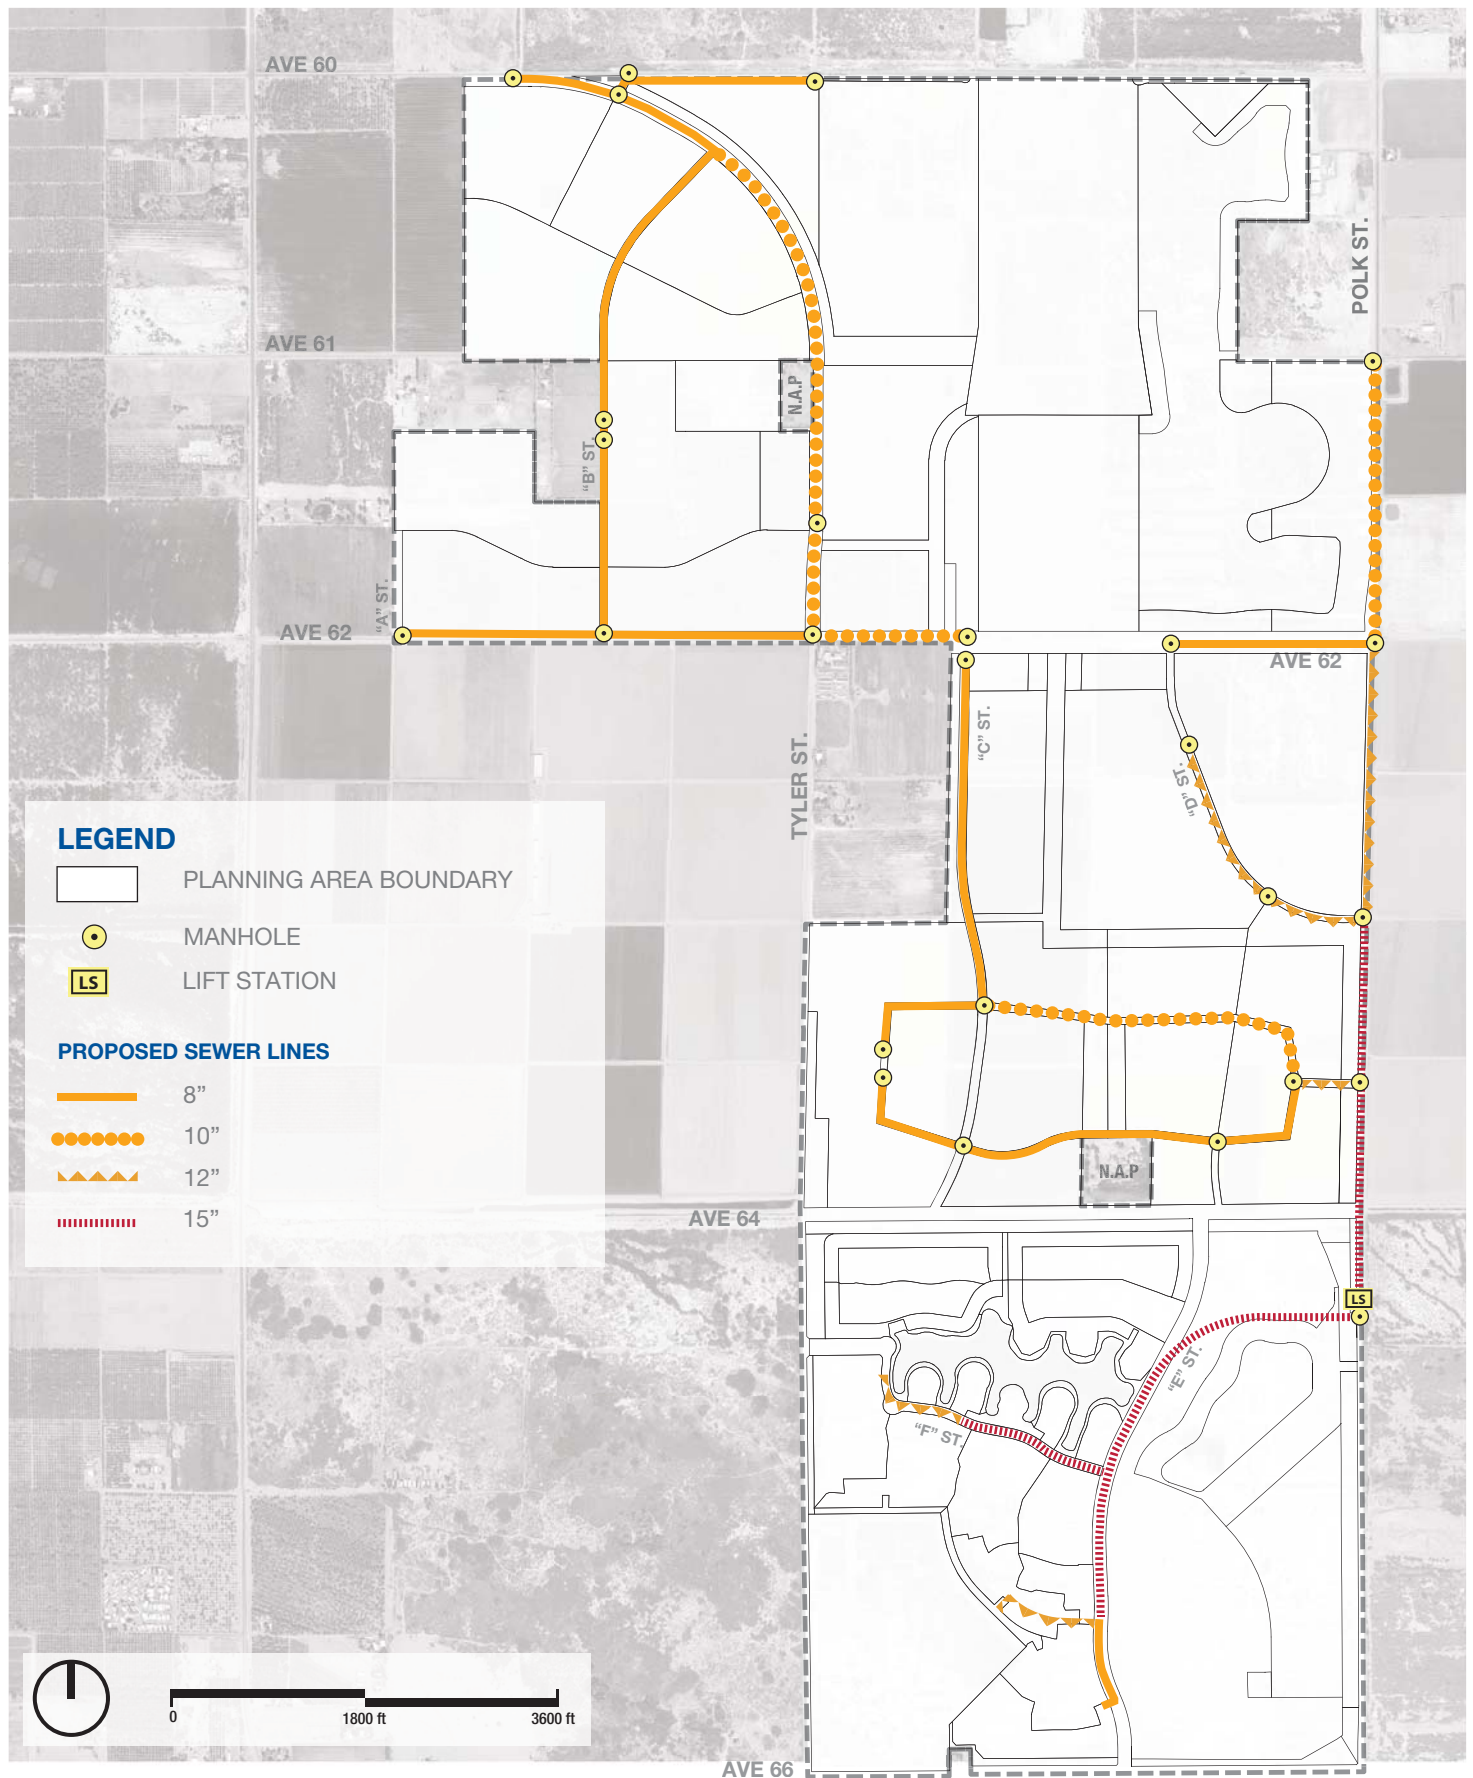 AVE 60
POLK ST.
AVE 61
N.A.P
"B" ST.
"A" ST.
AVE 62
AVE 62
"C" ST.
TYLER ST.
"D" ST.
LEGEND
PLANNING AREA BOUNDARY
MANHOLE
LS
LIFT STATION
PROPOSED SEWER LINES
8”
10”
12”
15”
N.A.P
AVE 64
LS
"E" ST.
"F" ST.
0
1800 ft
3600 ft
AVE 66